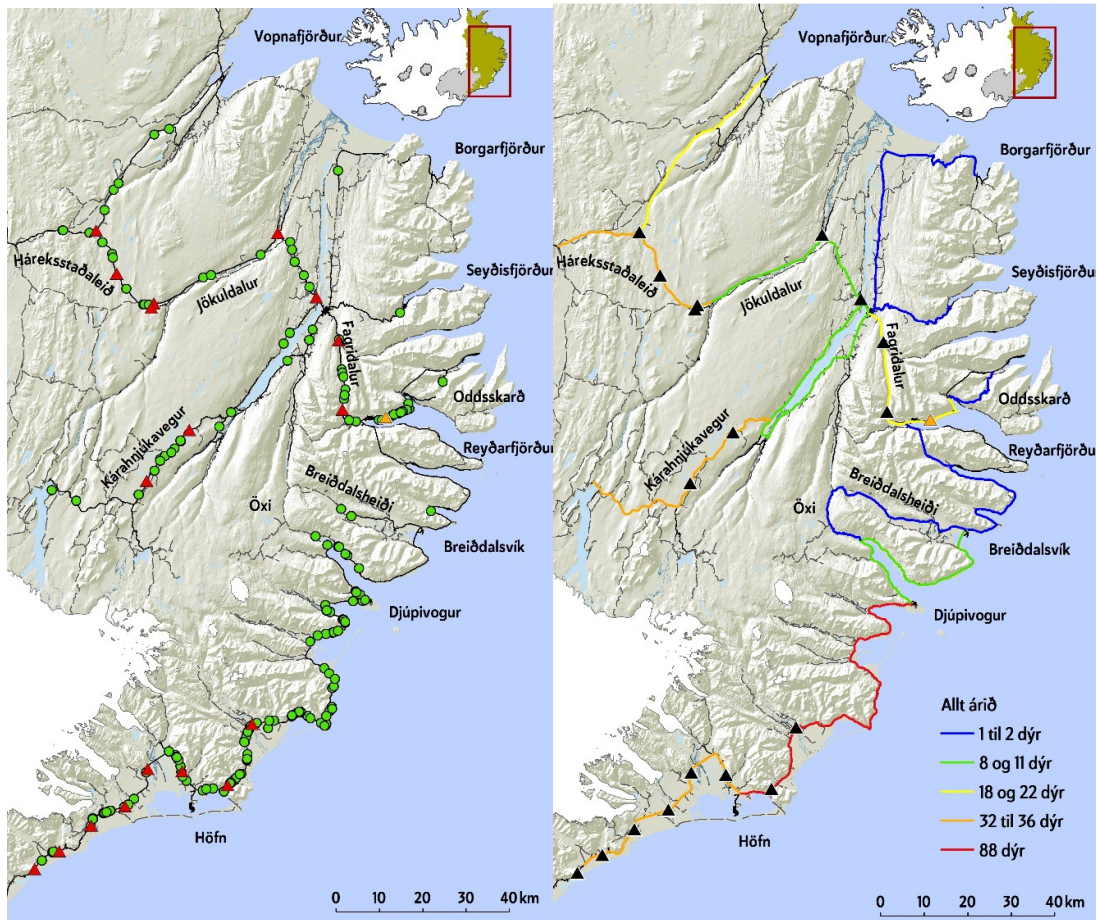 Vopnafjörður
Borgarfjörður
Seyðisfjörður
Háreksstaðaleið
Jökuldalur
Fagridalur
Oddsskarð
Reyðarfjörður
Kárahnjúkavegur
Breiðdalsheiði
Öxi
Breiðdalsvík
Djúpivogur
Höfn
0 10 20 40 km
Vopnafjörður
Borgarfjörður
Seyðisfjörður
Háreksstaðaleið
Jökuldalur
Fagridalur
Oddsskarð
Reyðarfjörður
Kárahnjúkavegur
Breiðdalsheiði
Öxi
Breiðdalsvík
Djúpivogur
Allt árið
1 til 2 dýr
8 og 11 dýr
18 og 22 dýr
32 til 36 dýr
88 dýr
Höfn
0 10 20 40 km